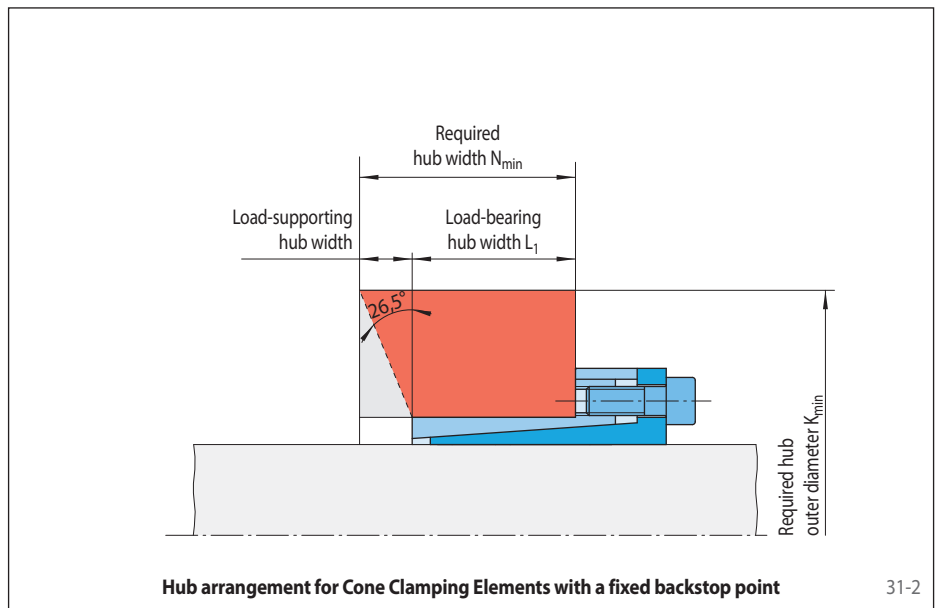 Required
hub width Nmin
Load-supporting
hub width
Load-bearing
hub width L1
26,5°
Required hub
outer diameter Kmin
Hub arrangement for Cone Clamping Elements with a fixed backstop point
31-2